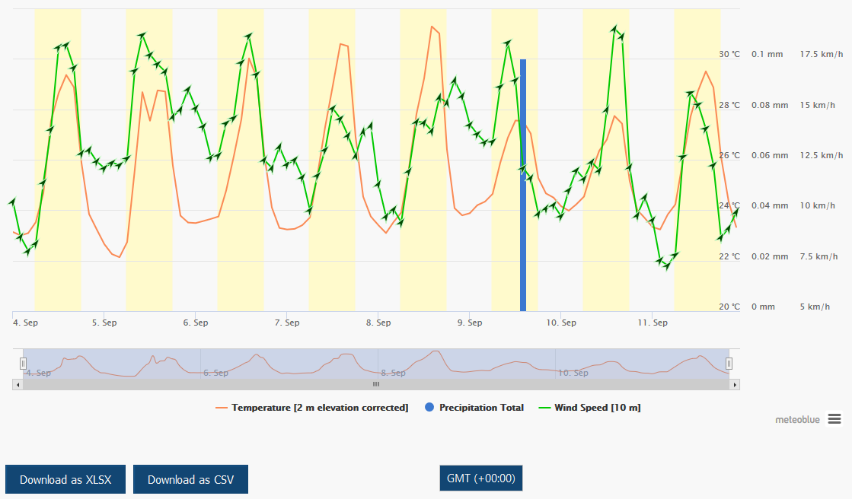 30 °C 0.1 mm 17.5 km/h
28 °C 0.08 mm 15 km/h
26 °C 0.06 mm 12.5 km/h
24 °C 0.04 mm 10 km/h
22 °C 0.02 mm 7.5 km/h
20 °C 0 mm 5 km/h
4. Sep 5. Sep 6. Sep 7. Sep 8. Sep 9. Sep 10. Sep 11. Sep
4. Sep 6. Sep 8. Sep 10. Sep
Temperature [2 m elevation corrected] Precipitation Total Wind Speed [10 m]
meteoblue
Download as XLSX Download as CSV GMT (+00:00)